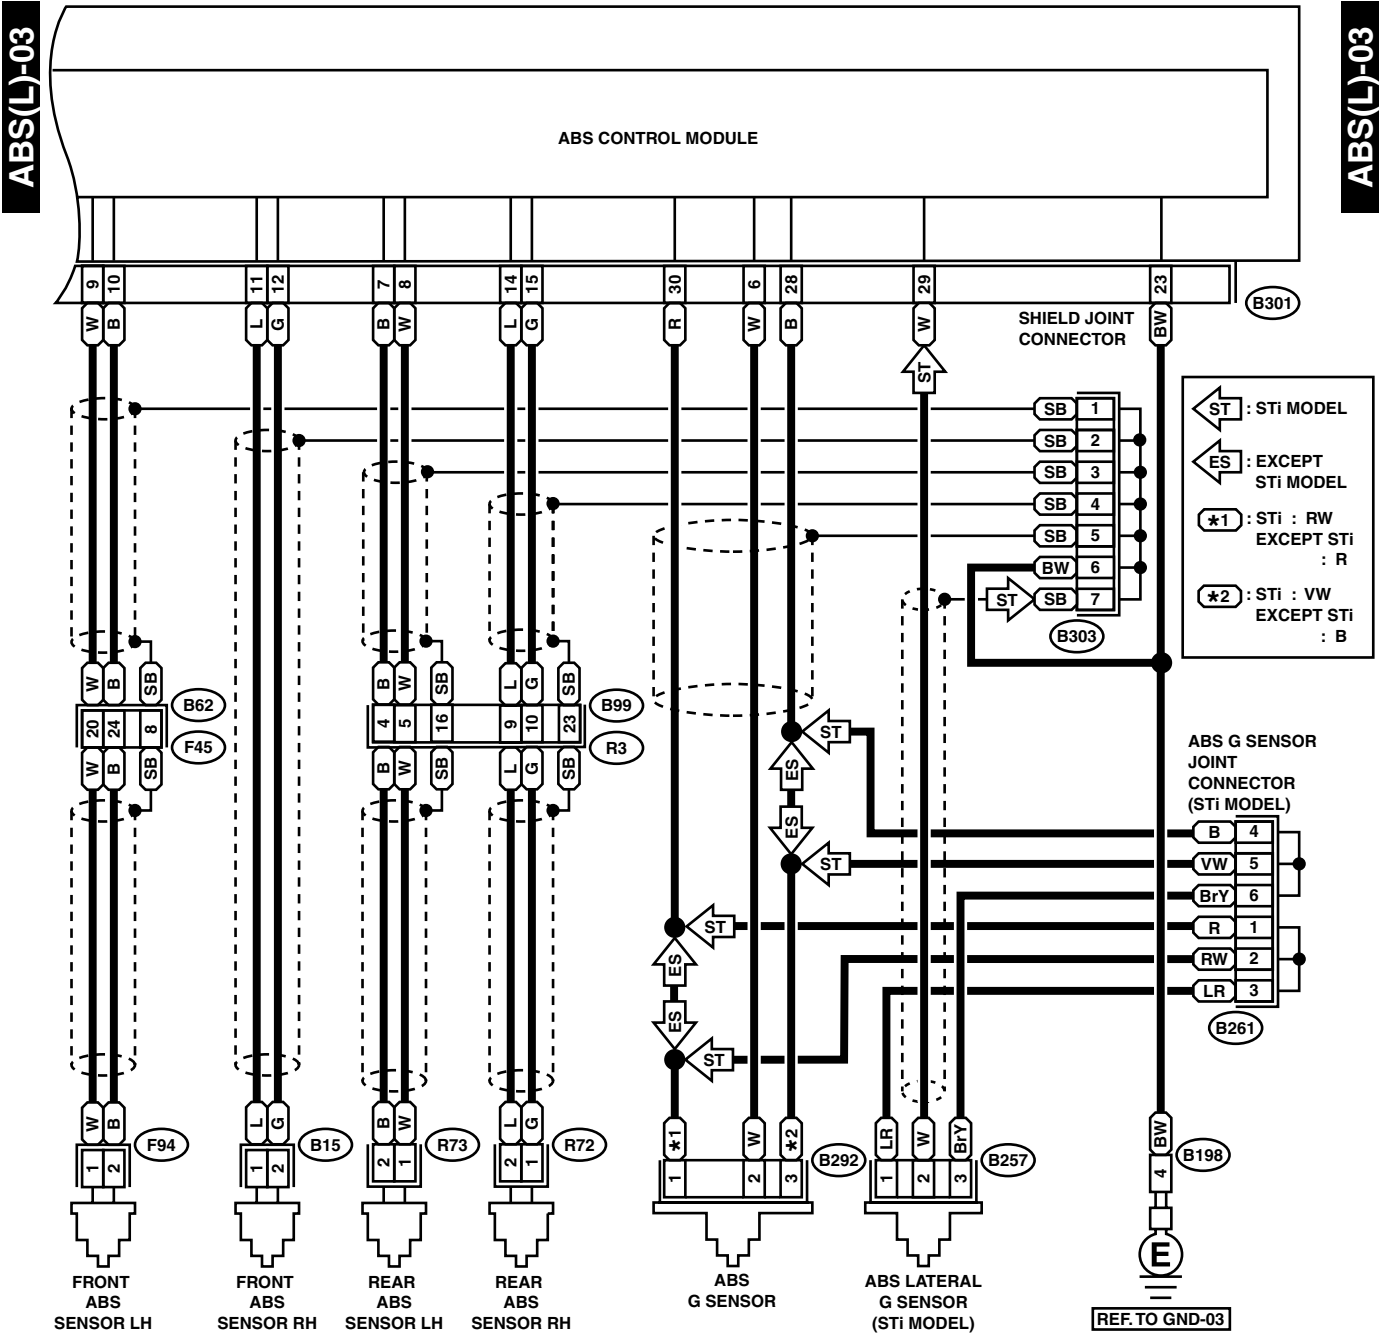 ABS(L)-03
ABS(L)-03
ABS CONTROL MODULE
9 10 11 12 7 8 14 15 30 6 28 29 23
B301
W B L G B W L G R W B W BW
SHIELD JOINT
CONNECTOR
ST
SB 1
SB 2
SB 3
SB 4
SB 5
BW 6
ST SB 7
B303
ST : STi MODEL
ES : EXCEPT
STi MODEL
*1 : STi : RW
EXCEPT STi
: R
*2 : STi : VW
EXCEPT STi
: B
W B SB B W SB L G SB
B62
B99
20 24 8 4 5 16 9 10 23
F45
R3
W B SB B W SB L G SB
ST
ES
ES
ST
ST
ES
ES
ST
ABS G SENSOR
JOINT
CONNECTOR
(STi MODEL)
B 4
VW 5
BrY 6
R 1
RW 2
LR 3
B261
W B L G B W L G *1 W *2 LR W BrY BW
F94 B15 R73 R72 B292 B257 B198
1 2 1 2 2 1 2 1 1 2 3 1 2 3 4
E
FRONT
ABS
SENSOR LH
FRONT
ABS
SENSOR RH
REAR
ABS
SENSOR LH
REAR
ABS
SENSOR RH
ABS
G SENSOR
ABS LATERAL
G SENSOR
(STi MODEL)
REF. TO GND-03